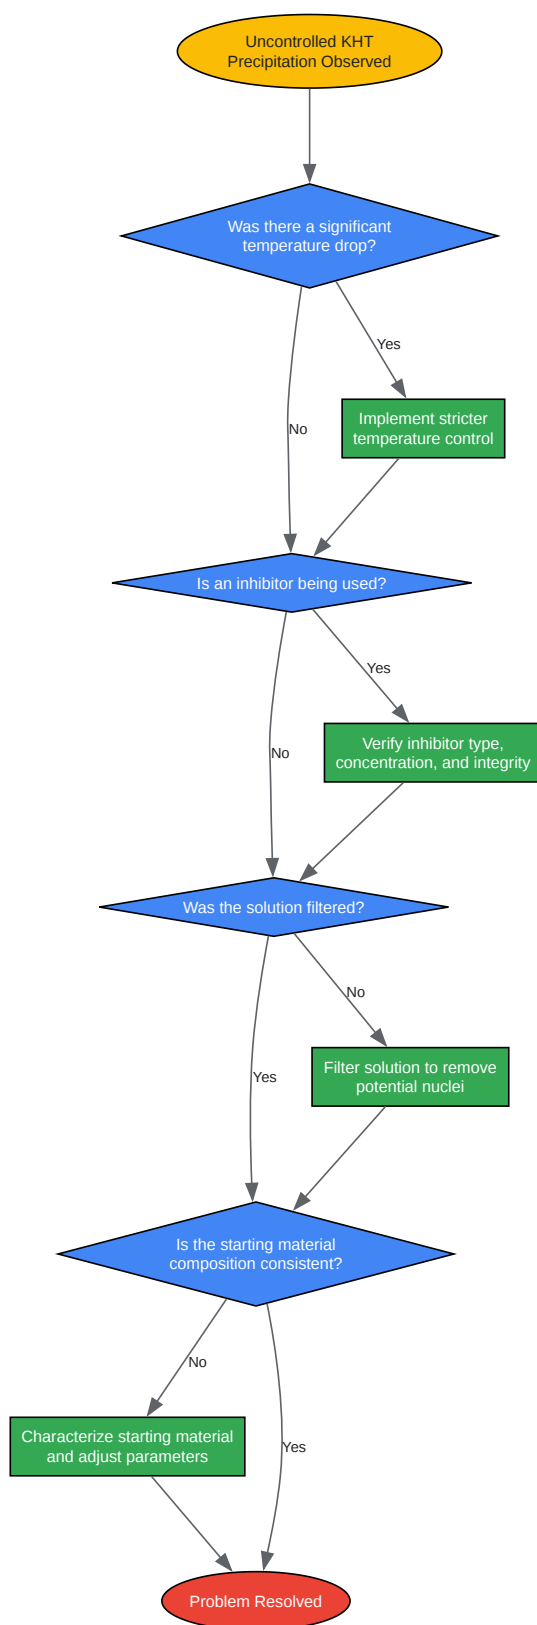 Uncontrolled KHT
Precipitation Observed
Was there a significant
temperature drop?
Yes
Implement stricter
temperature control
No
Is an inhibitor being used?
Yes
Verify inhibitor type,
concentration, and integrity
No
Was the solution filtered?
No
Filter solution to remove
potential nuclei
Yes
Is the starting material
composition consistent?
No
Characterize starting material
and adjust parameters
Yes
Problem Resolved